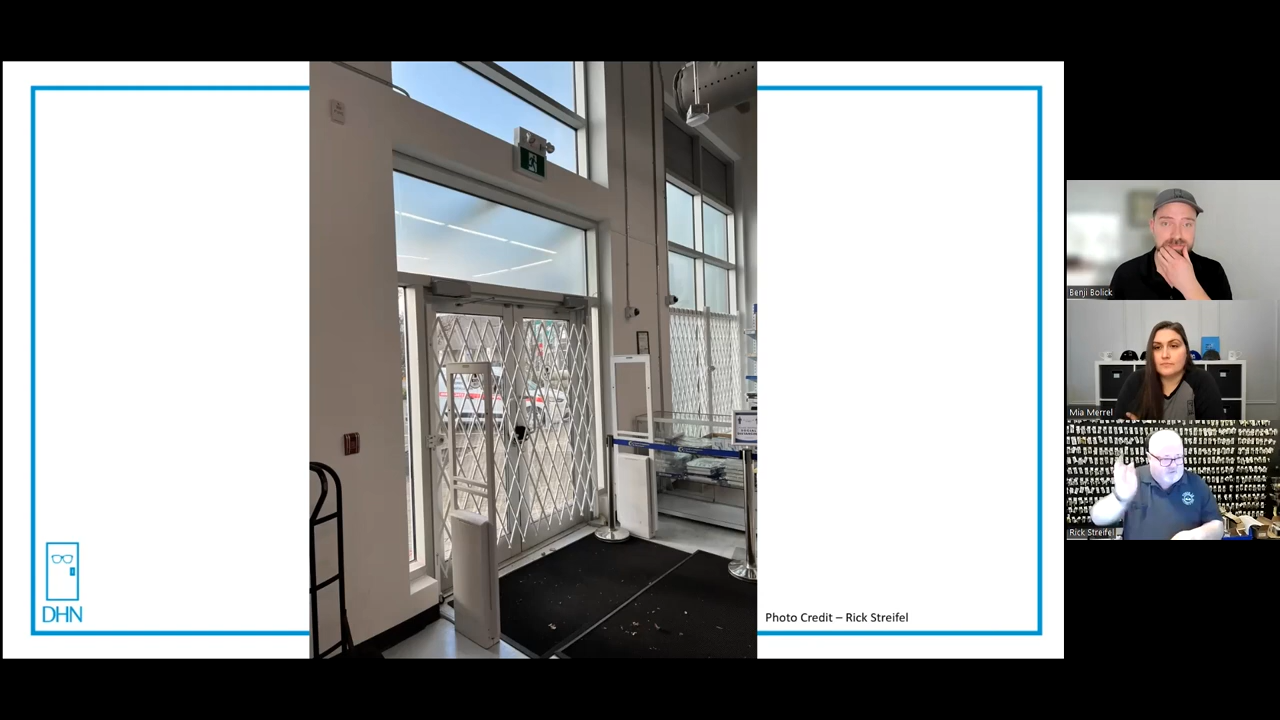 DHN
Photo Credit – Rick Streifel
Benji Bolick
Mia Merrel
Rick Streifel